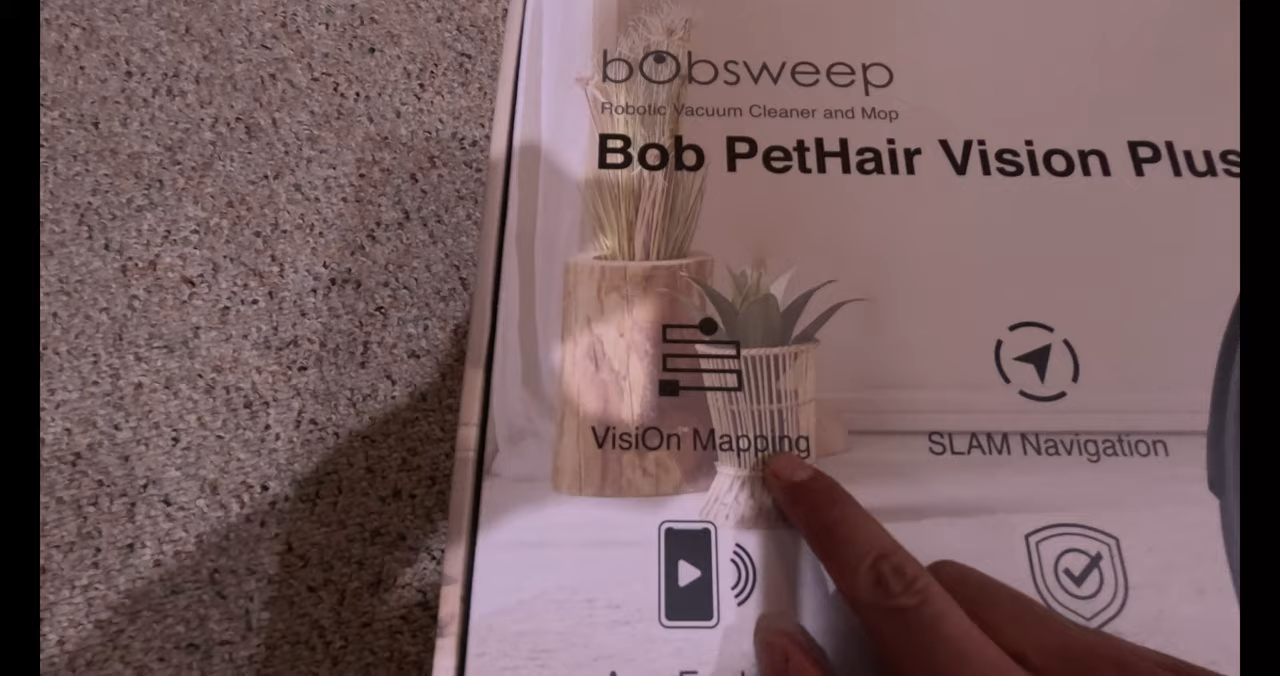 bObsweep
Robotic Vacuum Cleaner and Mop
Bob PetHair Vision Plus
VisiOn Mapping
SLAM Navigation